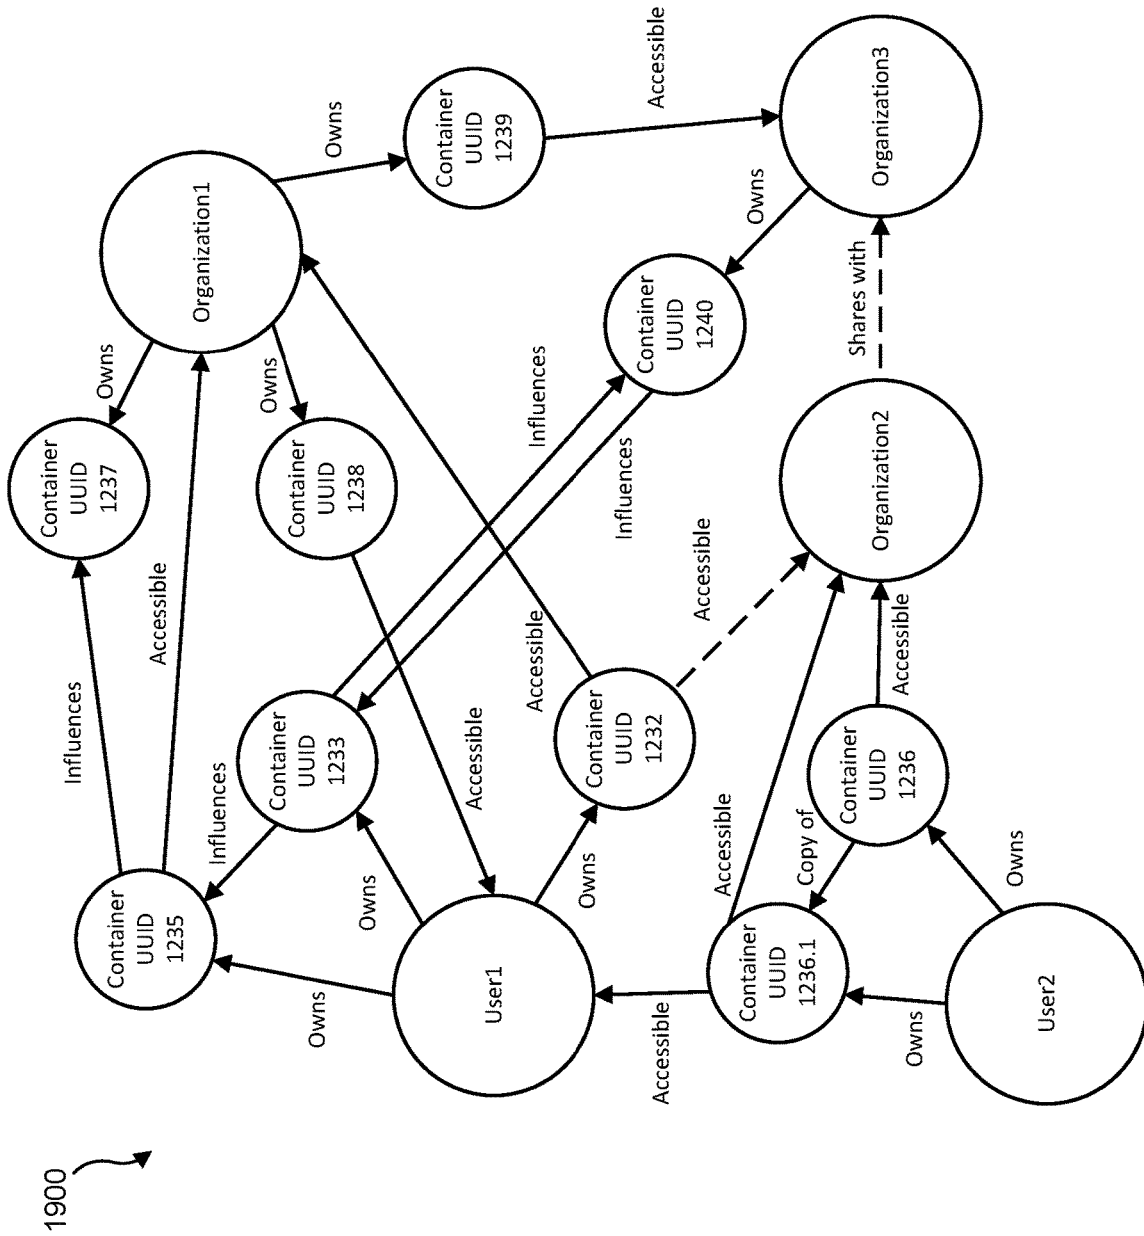 1900
Container
UUID
1235
Influences
Container
UUID
1237
Owns
Organization1
Accessible
Owns
Container
UUID
1238
Owns
Container
UUID
1239
Accessible
Owns
Influences
Container
UUID
1233
Owns
User1
Accessible
Owns
Container
UUID
1232
Accessible
Influences
Influences
Container
UUID
1240
Owns
Organization3
Accessible
Accessible
Container
UUID
1236.1
Accessible
Copy of
Container
UUID
1236
Accessible
Organization2
Shares with
Owns
Owns
User2